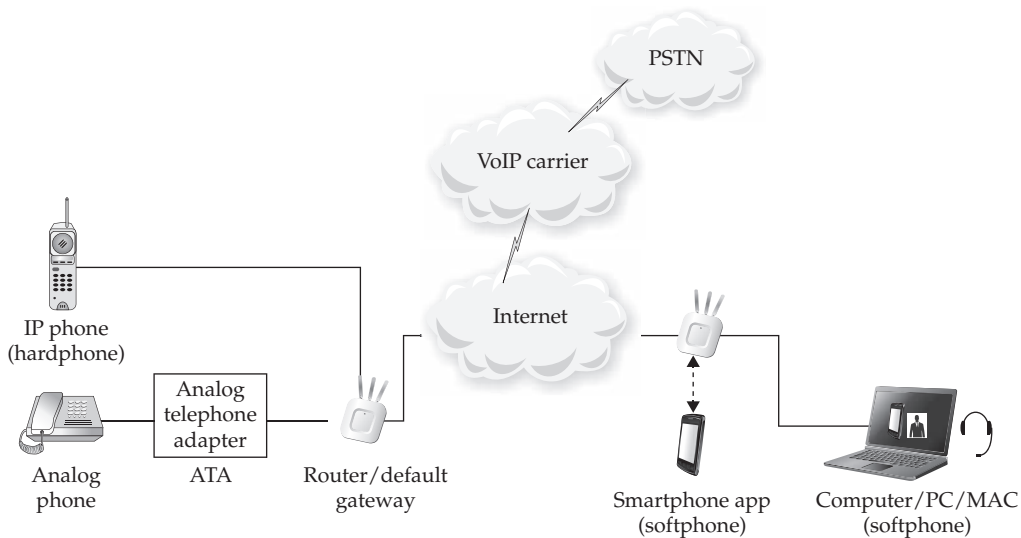 PSTN
VoIP carrier
Internet
IP phone
(hardphone)
Analog
telephone
adapter
Analog
phone
ATA
Router/default
gateway
Smartphone app
(softphone)
Computer/PC/MAC
(softphone)